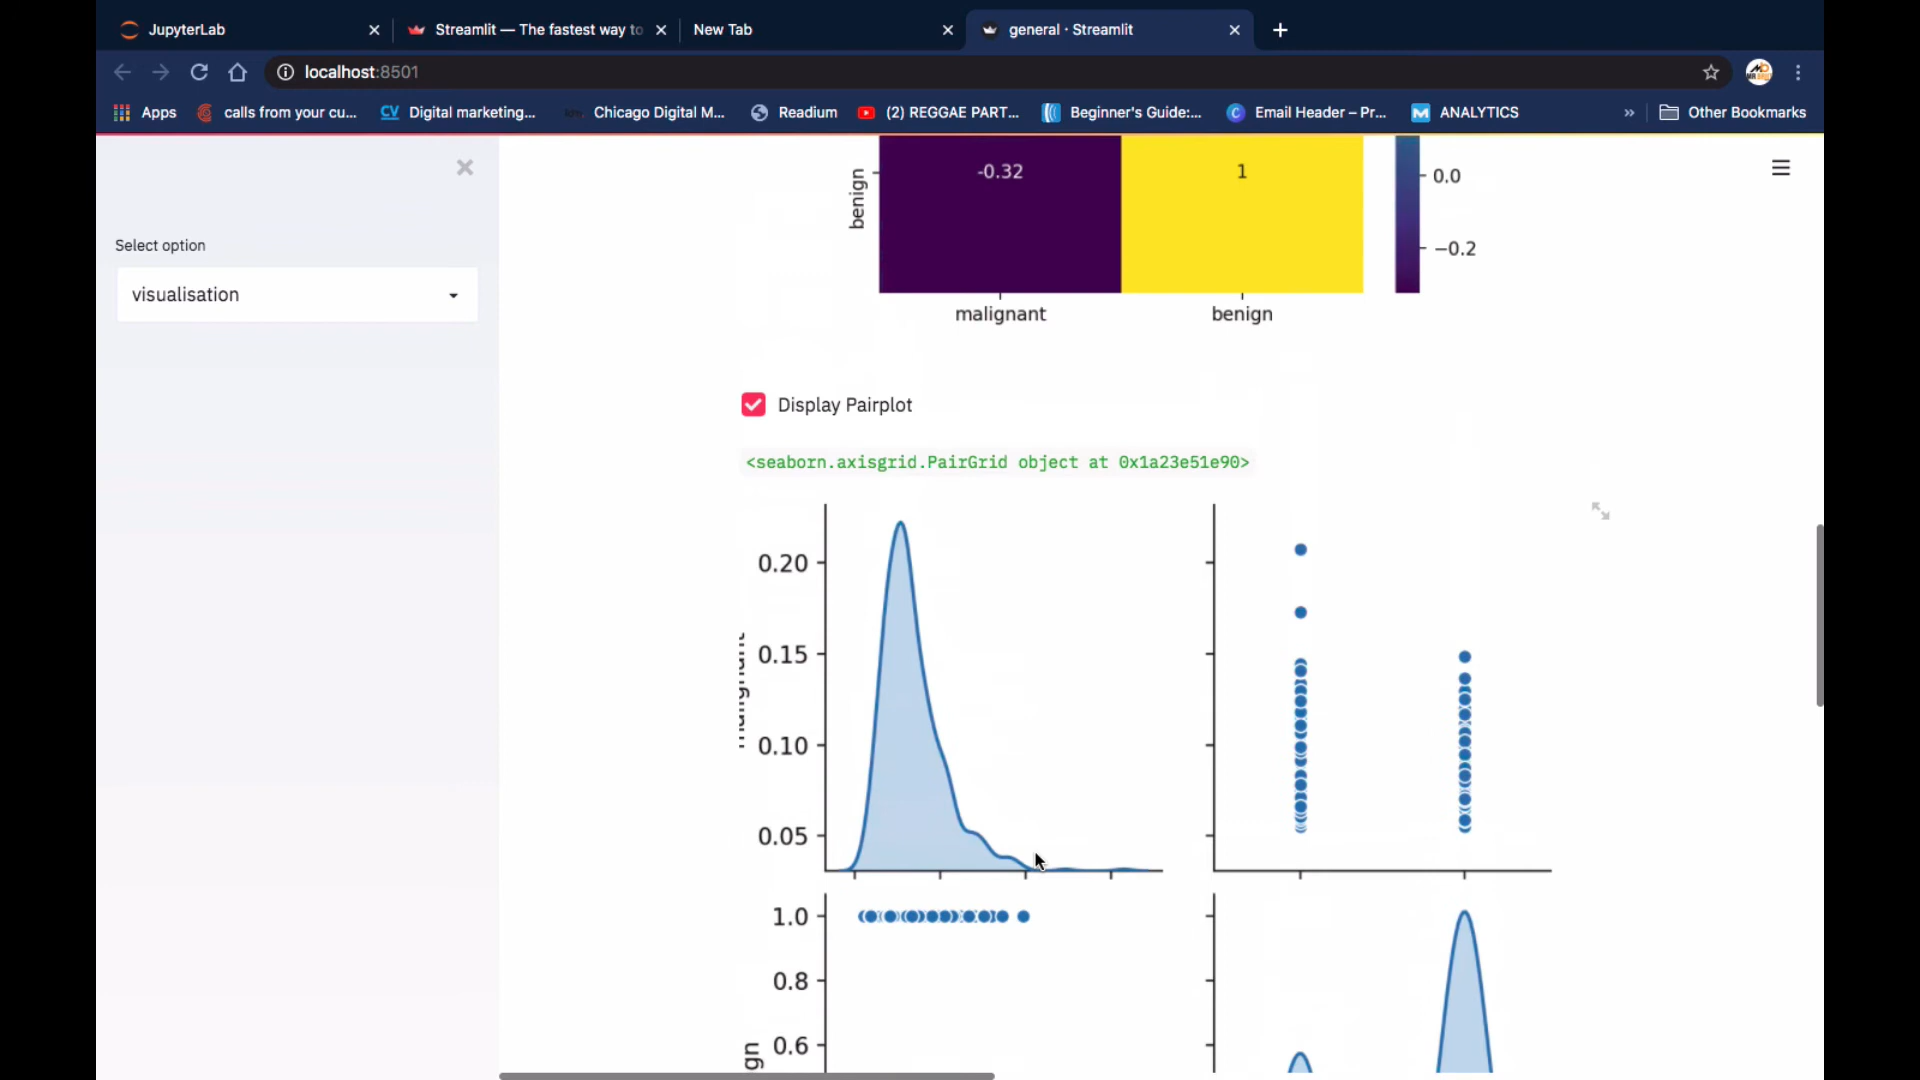 JupyterLab
Streamlit — The fastest way to
New Tab
general · Streamlit
localhost:8501
Apps
calls from your cu...
CV Digital marketing...
Chicago Digital M...
Readium
(2) REGGAE PART...
Beginner's Guide:...
Email Header – Pr...
ANALYTICS
»
Other Bookmarks
Select option
visualisation
benign
-0.32
1
0.0
−0.2
malignant
benign
Display Pairplot
<seaborn.axisgrid.PairGrid object at 0x1a23e51e90>
0.20
0.15
0.10
0.05
malignant
1.0
0.8
0.6
gn